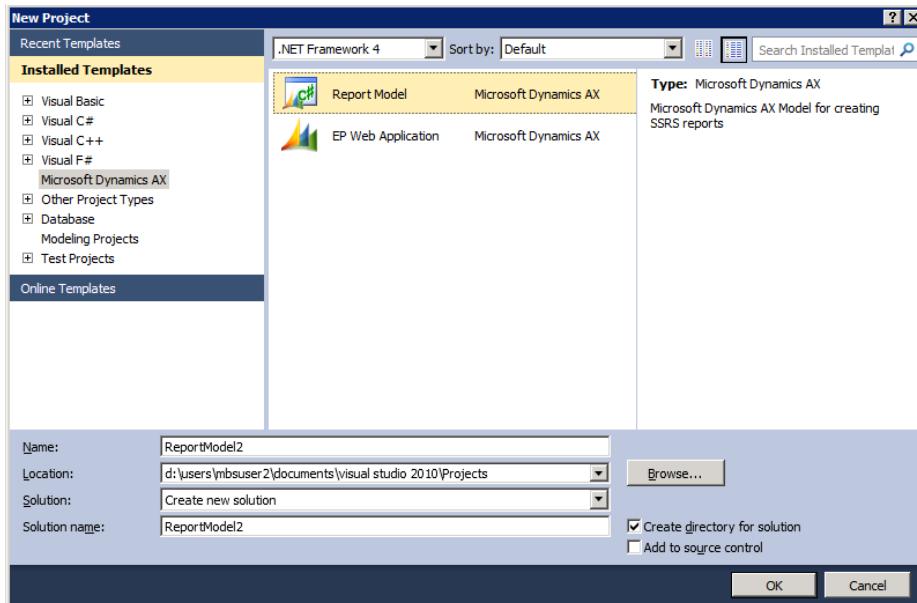 New Project
Recent Templates
.NET Framework 4 Sort by: Default
Installed Templates
Visual Basic
Visual C#
Visual C++
Visual F#
Microsoft Dynamics AX
Other Project Types
Database
Modeling Projects
Test Projects
Online Templates
Report Model Microsoft Dynamics AX
EP Web Application Microsoft Dynamics AX
Search Installed Templat
Type: Microsoft Dynamics AX
Microsoft Dynamics AX Model for creating
SSRS reports
Name: ReportModel2
Location: d:\users\mbsuser2\documents\visual studio 2010\Projects Browse...
Solution: Create new solution
Solution name: ReportModel2
Create directory for solution
Add to source control
OK Cancel